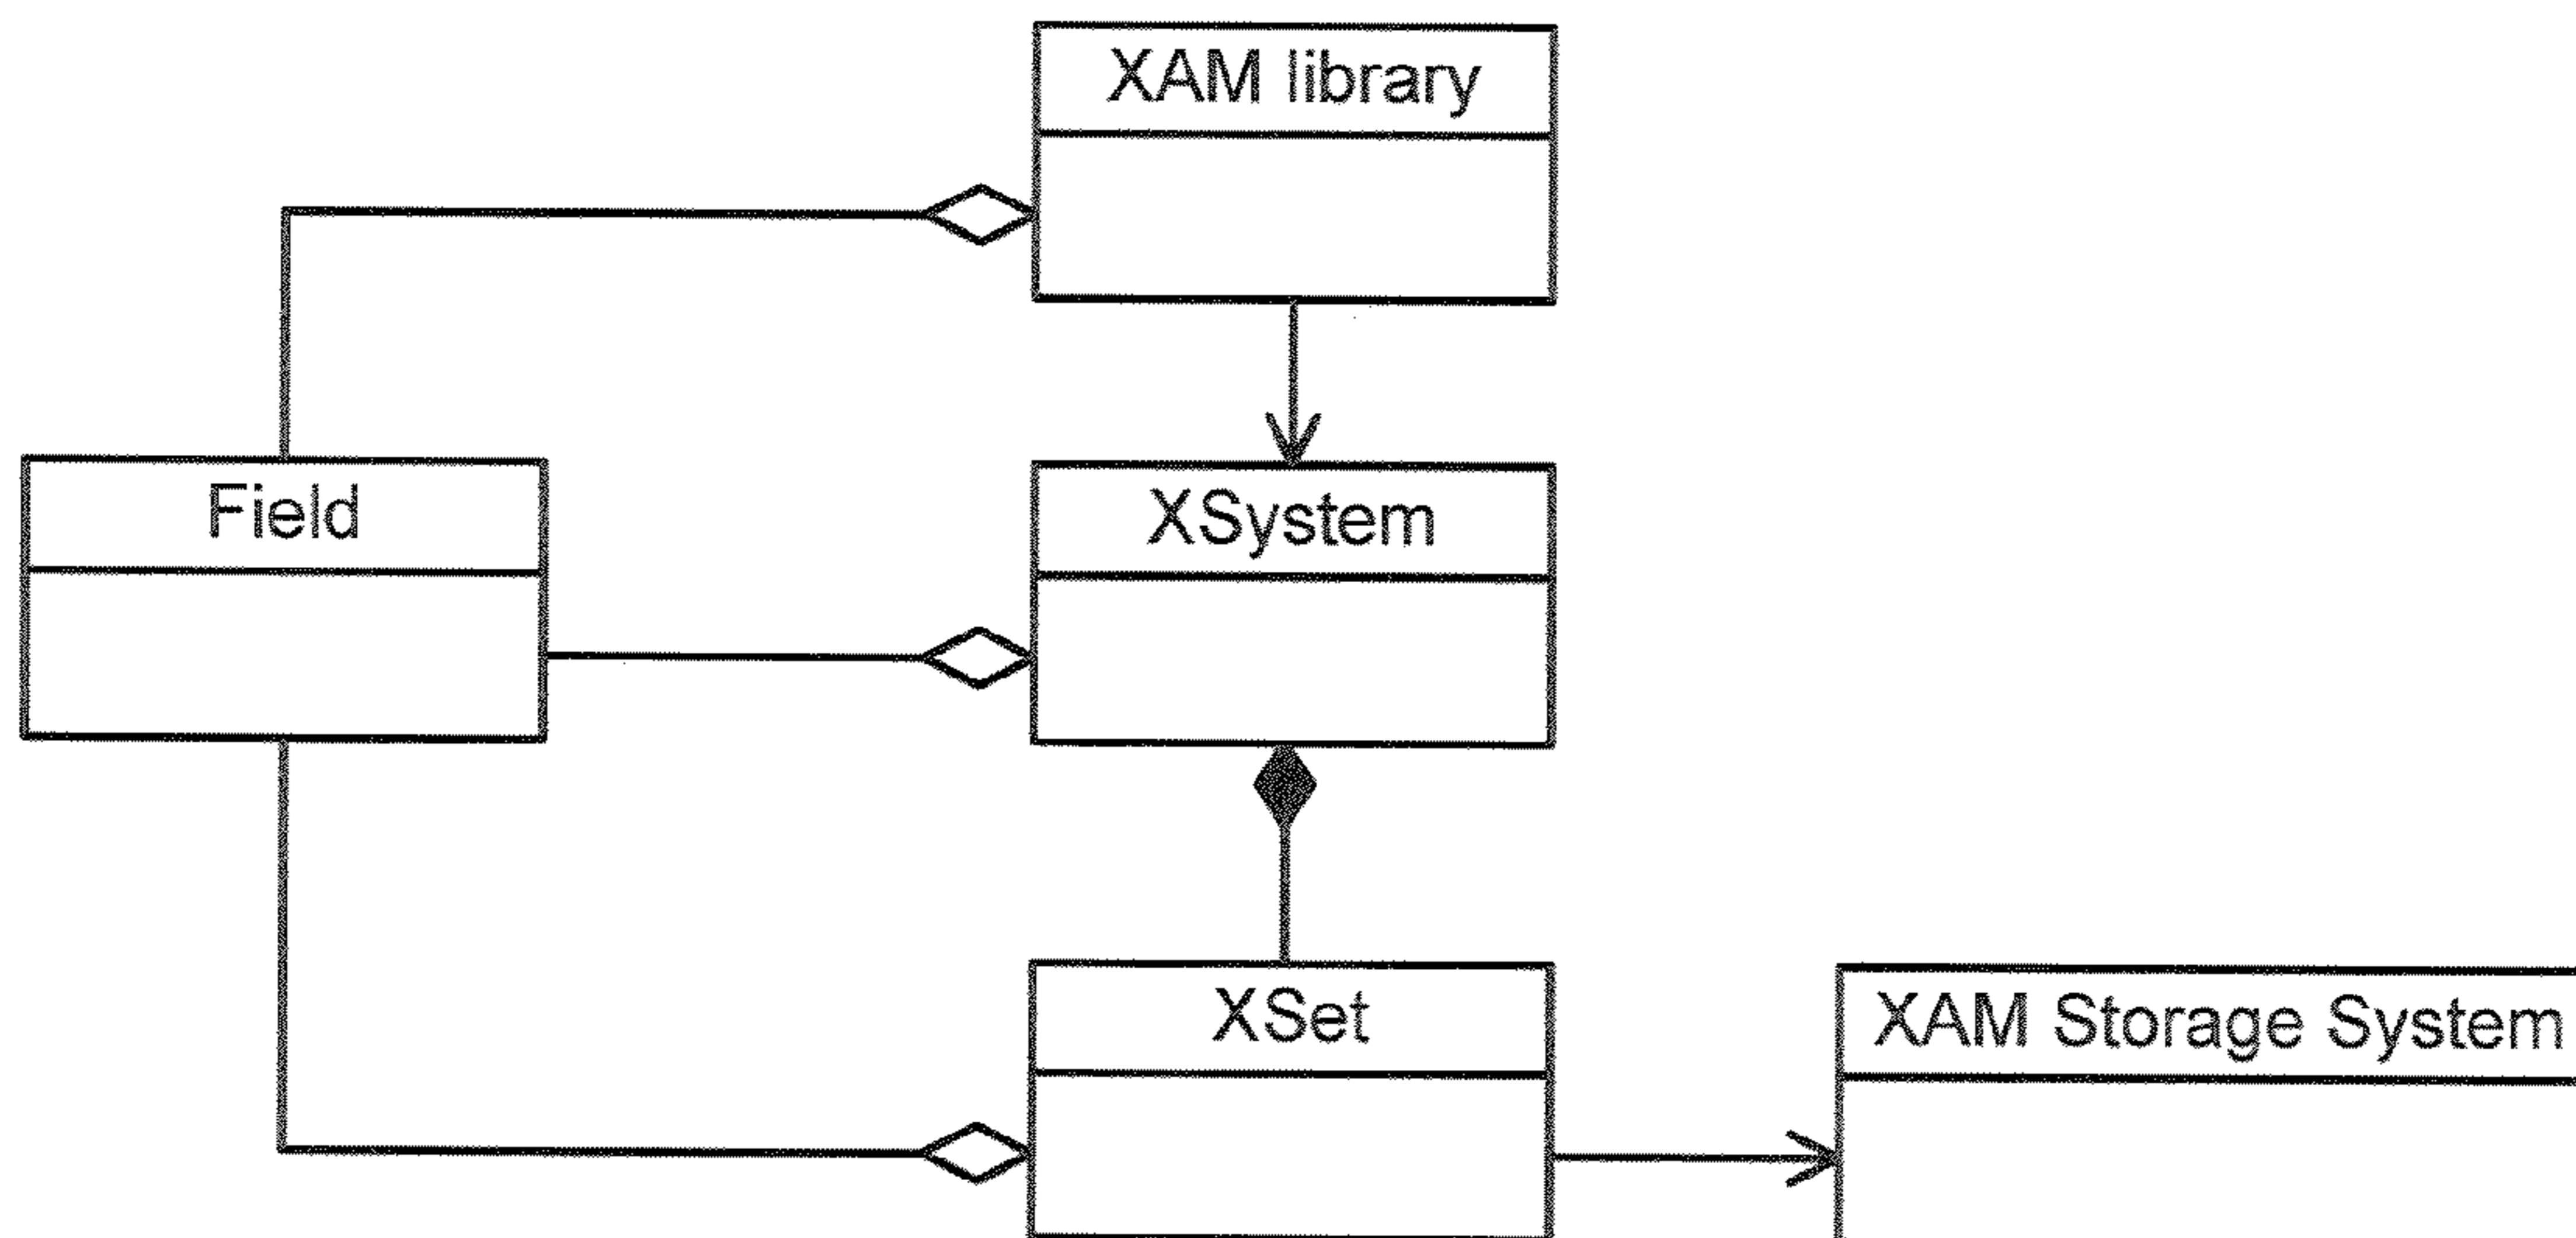 XAM library
Field
XSystem
XSet
XAM Storage System